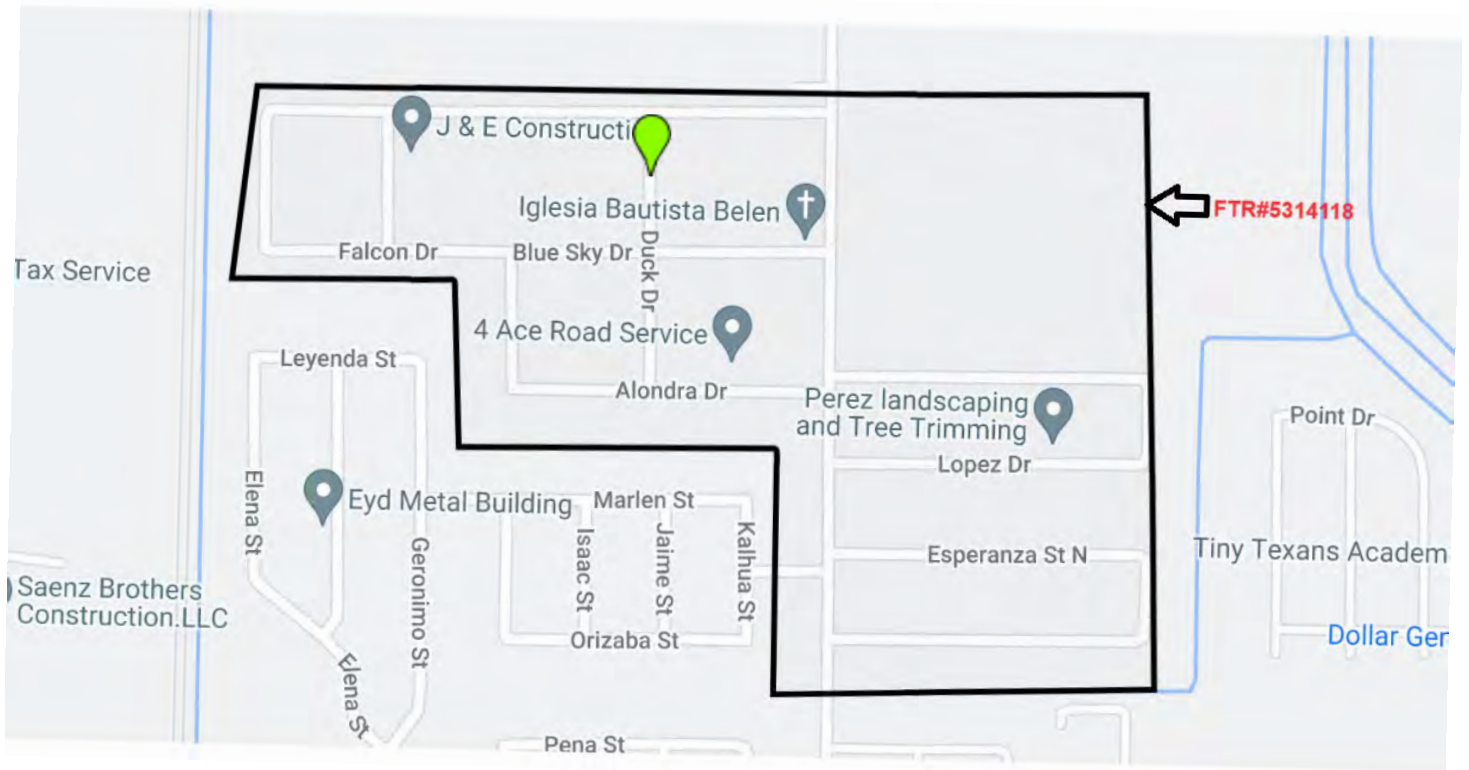 J & E Constructi
FTR#5314118
Iglesia Bautista Belen
Falcon Dr
Blue Sky Dr
Duck Dr
Tax Service
4 Ace Road Service
Leyenda St
Alondra Dr
Perez landscaping
and Tree Trimming
Point Dr
Lopez Dr
Elena St
Eyd Metal Building
Marlen St
Isaac St
Jaime St
Kalhua St
Geronimo St
Esperanza St N
Tiny Texans Academ
Saenz Brothers
Construction.LLC
Orizaba St
Dollar Ger
Elena St
Pena St